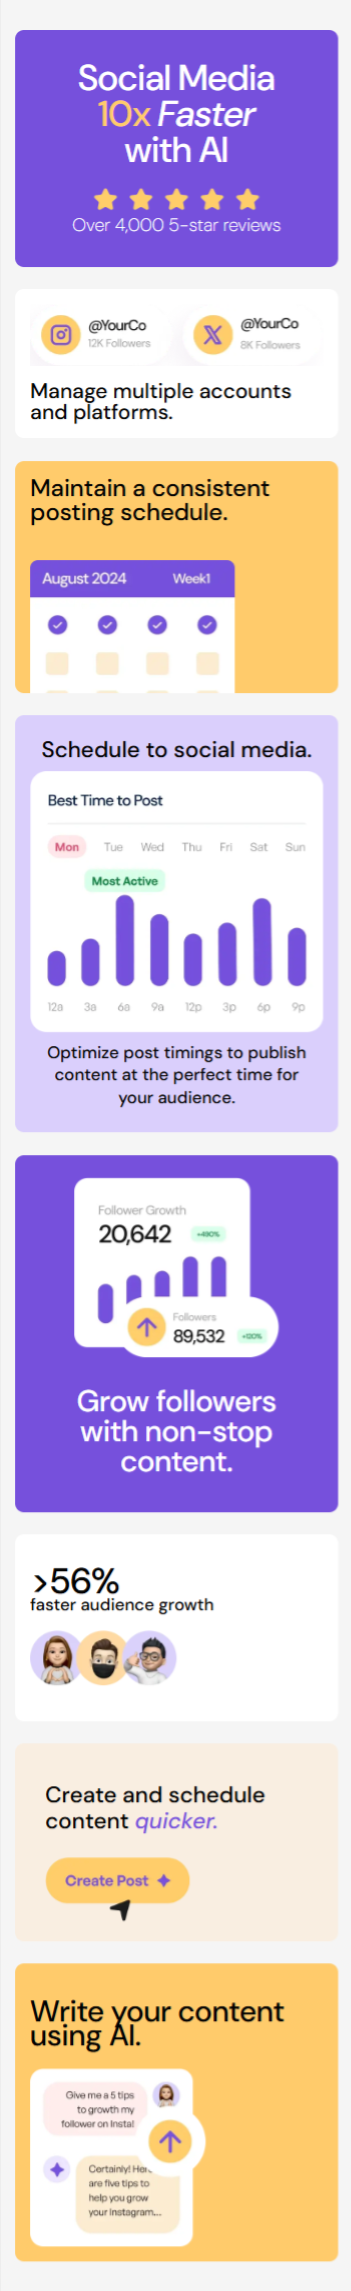 Social Media
10x Faster
with AI
Over 4,000 5-star reviews
@YourCo
12K Followers
@YourCo
8K Followers
Manage multiple accounts
and platforms.
Maintain a consistent
posting schedule.
August 2024 Week1
Schedule to social media.
Best Time to Post
Mon Tue Wed Thu Fri Sat Sun
Most Active
12a 3a 6a 9a 12p 3p 6p 9p
Optimize post timings to publish
content at the perfect time for
your audience.
Follower Growth
20,642
Followers
89,532
Grow followers
with non-stop
content.
>56%
faster audience growth
Create and schedule
content quicker.
Create Post
Write your content
using AI.
Give me a 5 tips
to growth my
follower on Insta!
Certainly! Her
are five tips to
help you grow
your Instagram...